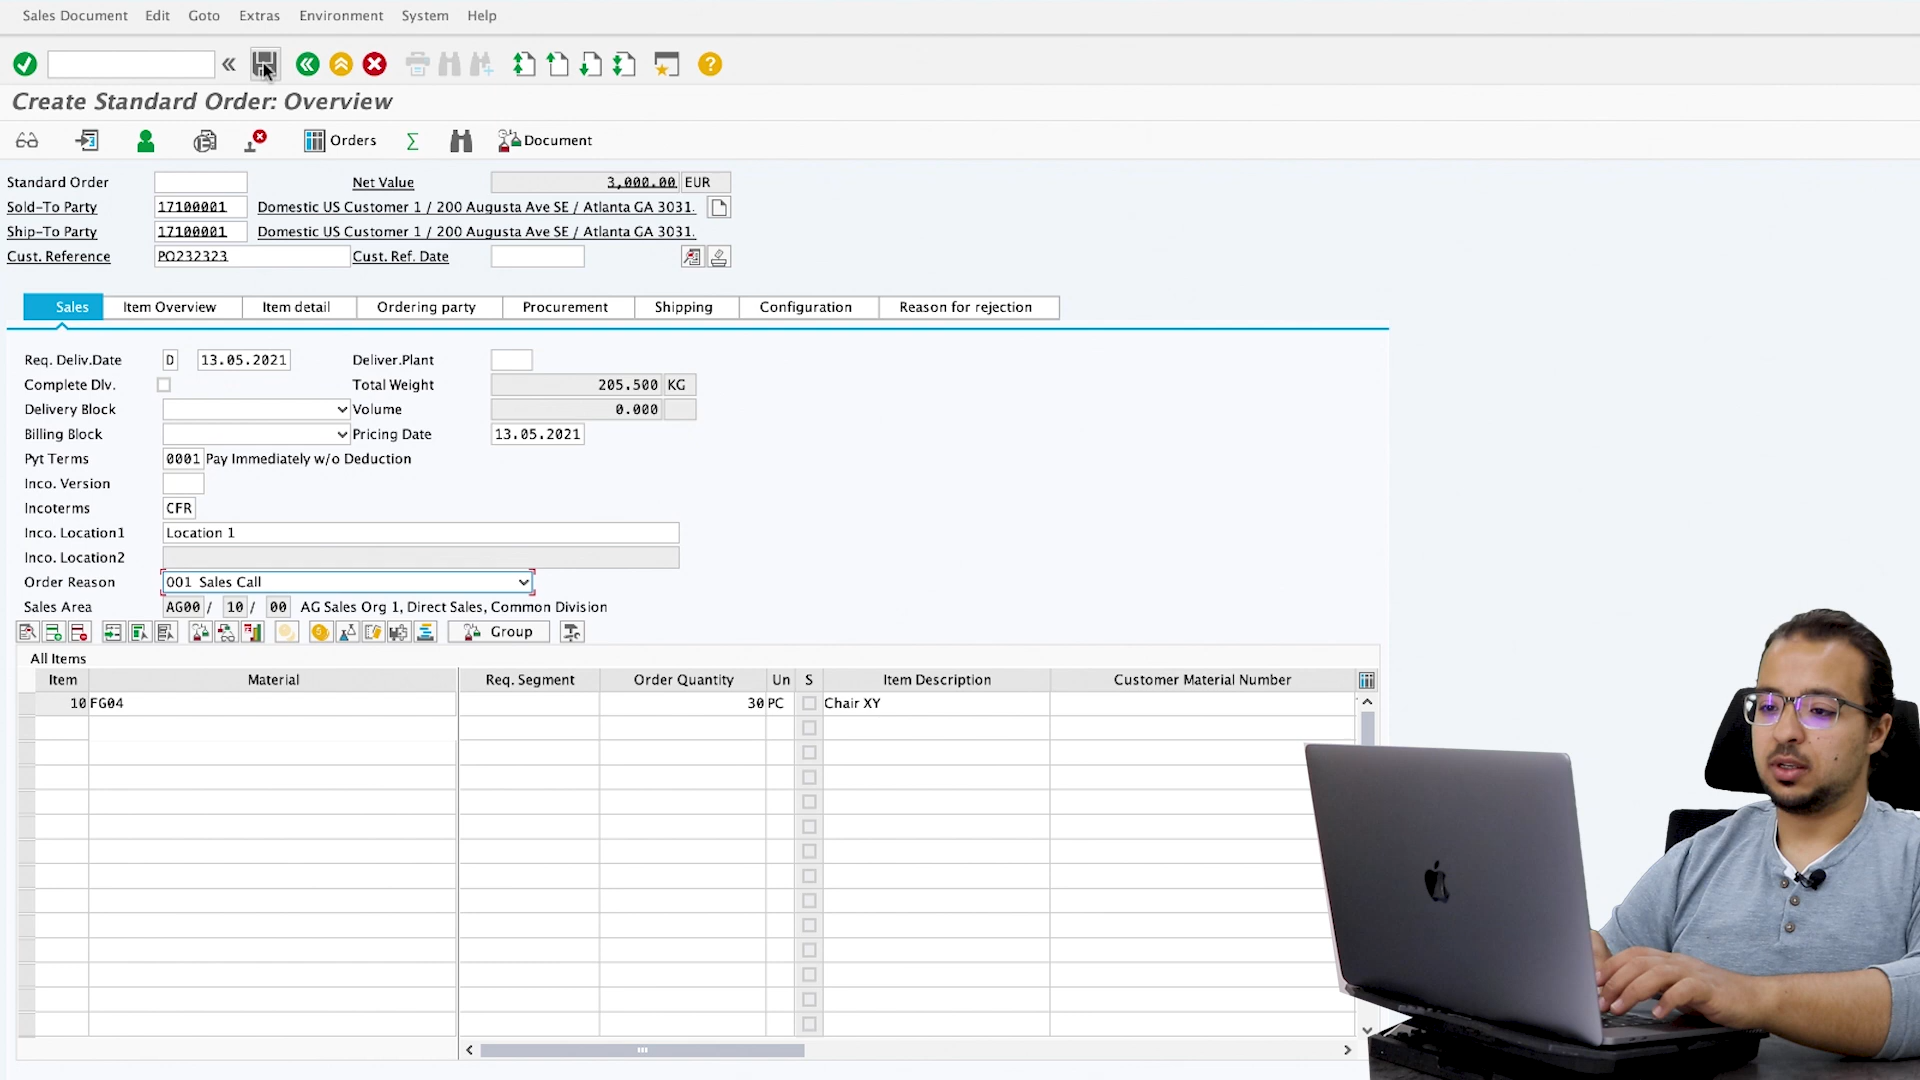 Sales Document Edit Goto Extras Environment System Help
Create Standard Order: Overview
Orders Document
Standard Order Net Value 3,000.00 EUR
Sold-To Party 17100001 Domestic US Customer 1 / 200 Augusta Ave SE / Atlanta GA 3031.
Ship-To Party 17100001 Domestic US Customer 1 / 200 Augusta Ave SE / Atlanta GA 3031.
Cust. Reference PO232323 Cust. Ref. Date
Sales Item Overview Item detail Ordering party Procurement Shipping Configuration Reason for rejection
Req. Deliv.Date D 13.05.2021 Deliver.Plant
Complete Dlv. Total Weight 205.500 KG
Delivery Block Volume 0.000
Billing Block Pricing Date 13.05.2021
Pyt Terms 0001 Pay Immediately w/o Deduction
Inco. Version
Incoterms CFR
Inco. Location1 Location 1
Inco. Location2
Order Reason 001 Sales Call
Sales Area AG00 / 10 / 00 AG Sales Org 1, Direct Sales, Common Division
Group
All Items
Item Material Req. Segment Order Quantity Un S Item Description Customer Material Number
10 FG04 30 PC Chair XY